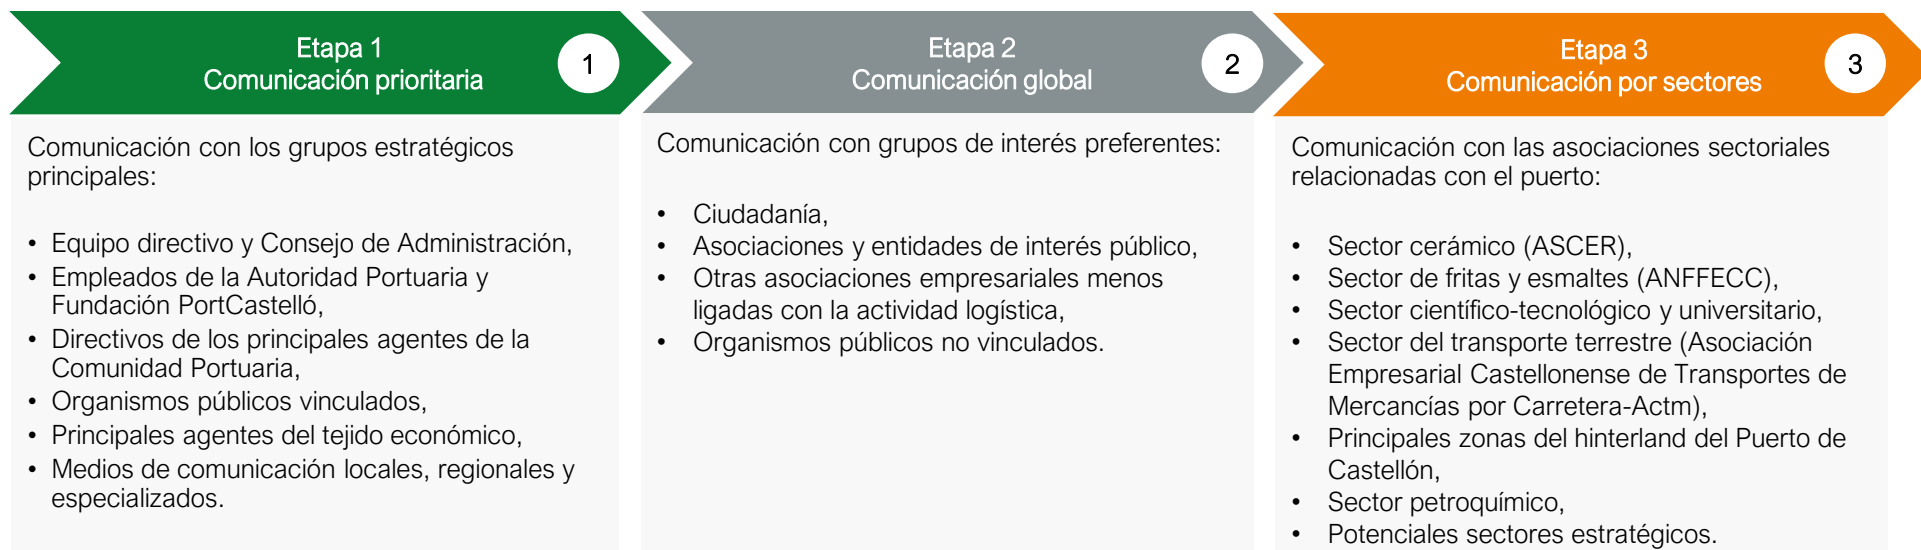 Etapa 1
Comunicación prioritaria
1
Comunicación con los grupos estratégicos
principales:
• Equipo directivo y Consejo de Administración,
• Empleados de la Autoridad Portuaria y
Fundación PortCastelló,
• Directivos de los principales agentes de la
Comunidad Portuaria,
• Organismos públicos vinculados,
• Principales agentes del tejido económico,
• Medios de comunicación locales, regionales y
especializados.
Etapa 2
Comunicación global
2
Comunicación con grupos de interés preferentes:
• Ciudadanía,
• Asociaciones y entidades de interés público,
• Otras asociaciones empresariales menos
ligadas con la actividad logística,
• Organismos públicos no vinculados.
Etapa 3
Comunicación por sectores
3
Comunicación con las asociaciones sectoriales
relacionadas con el puerto:
• Sector cerámico (ASCER),
• Sector de fritas y esmaltes (ANFFECC),
• Sector científico-tecnológico y universitario,
• Sector del transporte terrestre (Asociación
Empresarial Castellonense de Transportes de
Mercancías por Carretera-Actm),
• Principales zonas del hinterland del Puerto de
Castellón,
• Sector petroquímico,
• Potenciales sectores estratégicos.